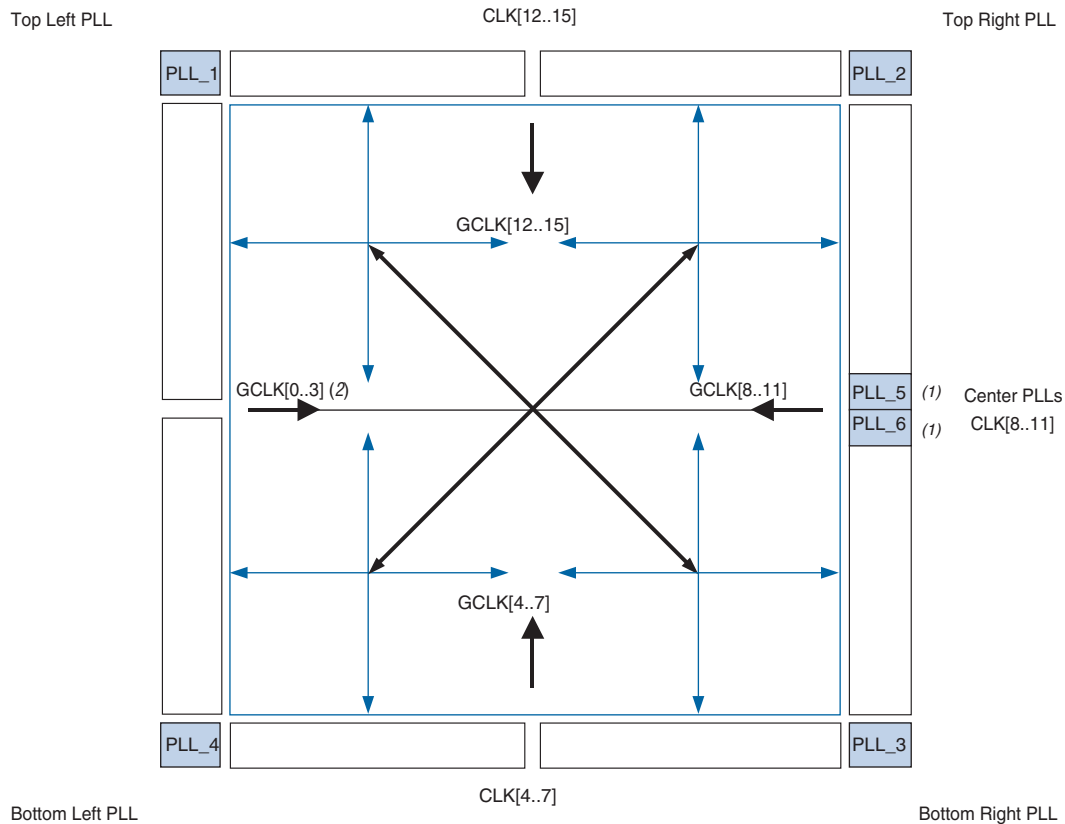 CLK[12..15]
Top Left PLL
Top Right PLL
PLL_1
PLL_2
GCLK[12..15]
GCLK[0..3] (2)
GCLK[8..11]
PLL_5
(1)
Center PLLs
PLL_6
(1)
CLK[8..11]
GCLK[4..7]
PLL_4
PLL_3
CLK[4..7]
Bottom Left PLL
Bottom Right PLL